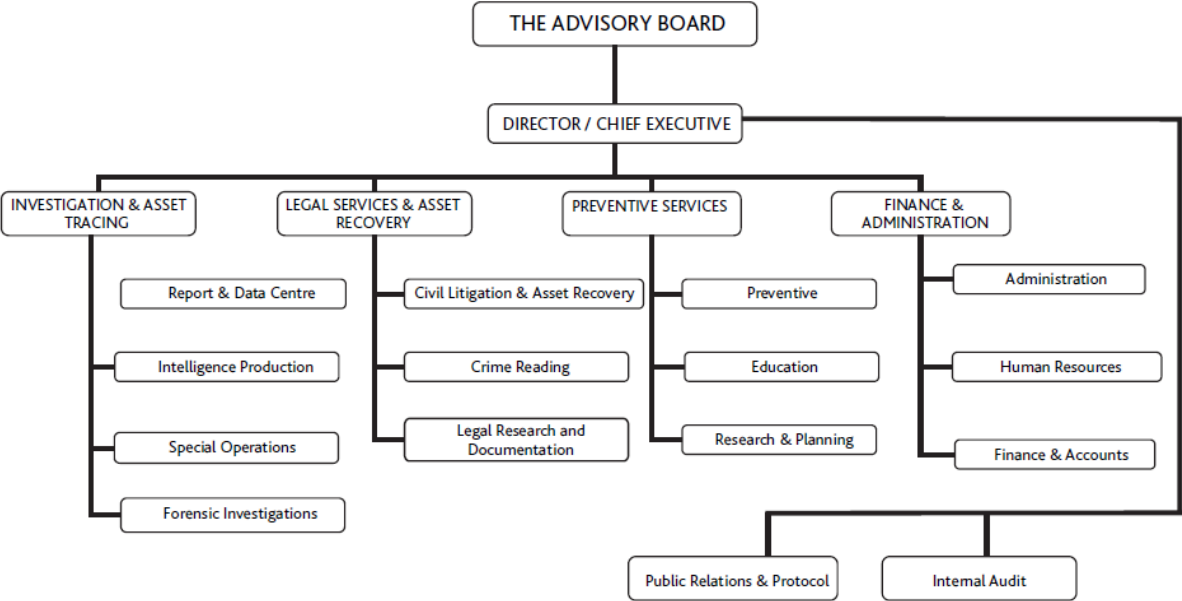 THE ADVISORY BOARD
DIRECTOR / CHIEF EXECUTIVE
INVESTIGATION & ASSET
TRACING
LEGAL SERVICES & ASSET
RECOVERY
PREVENTIVE SERVICES
FINANCE &
ADMINISTRATION
Report & Data Centre
Civil Litigation & Asset Recovery
Preventive
Administration
Intelligence Production
Crime Reading
Education
Human Resources
Special Operations
Legal Research and
Documentation
Research & Planning
Finance & Accounts
Forensic Investigations
Public Relations & Protocol
Internal Audit